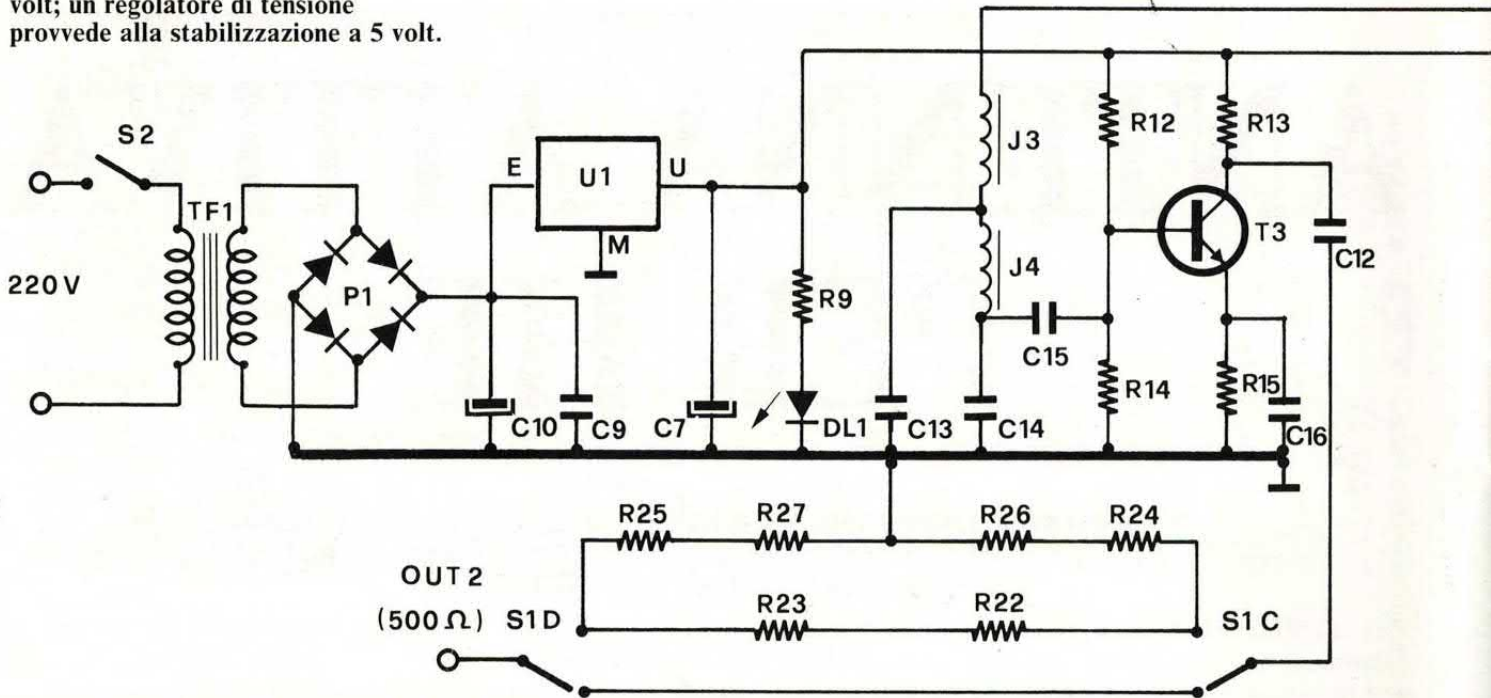 volt; un regolatore di tensione
provvede alla stabilizzazione a 5 volt.
S2
TF1
220 V
P1
E
U1
U
M
C10
C9
C7
R9
DL1
C13
J3
J4
C15
C14
R12
R13
T3
C12
R14
R15
C16
R25
R27
R26
R24
OUT 2
(500 Ω)
S1D
R23
R22
S1C